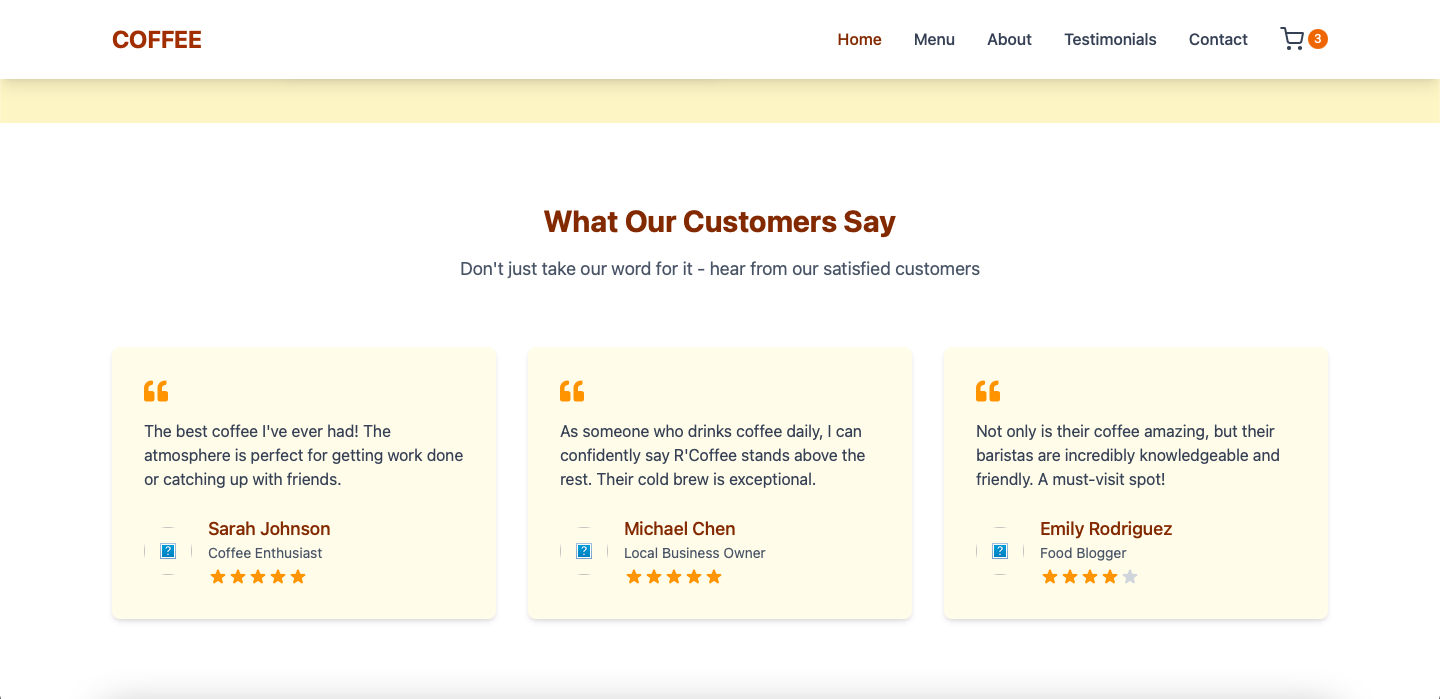 COFFEE
Home Menu About Testimonials Contact 3
What Our Customers Say
Don't just take our word for it - hear from our satisfied customers
The best coffee I've ever had! The
atmosphere is perfect for getting work done
or catching up with friends.
Sarah Johnson
Coffee Enthusiast
As someone who drinks coffee daily, I can
confidently say R'Coffee stands above the
rest. Their cold brew is exceptional.
Michael Chen
Local Business Owner
Not only is their coffee amazing, but their
baristas are incredibly knowledgeable and
friendly. A must-visit spot!
Emily Rodriguez
Food Blogger